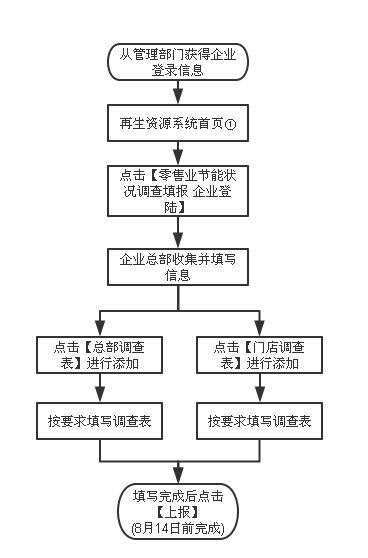 从管理部门获得企业
登录信息
再生资源系统首页①
点击【零售业节能状
况调查填报 企业登
陆】
企业总部收集并填写
信息
点击【总部调查
表】进行添加
点击【门店调查
表】进行添加
按要求填写调查表
按要求填写调查表
填写完成后点击
【上报】
(8月14日前完成)